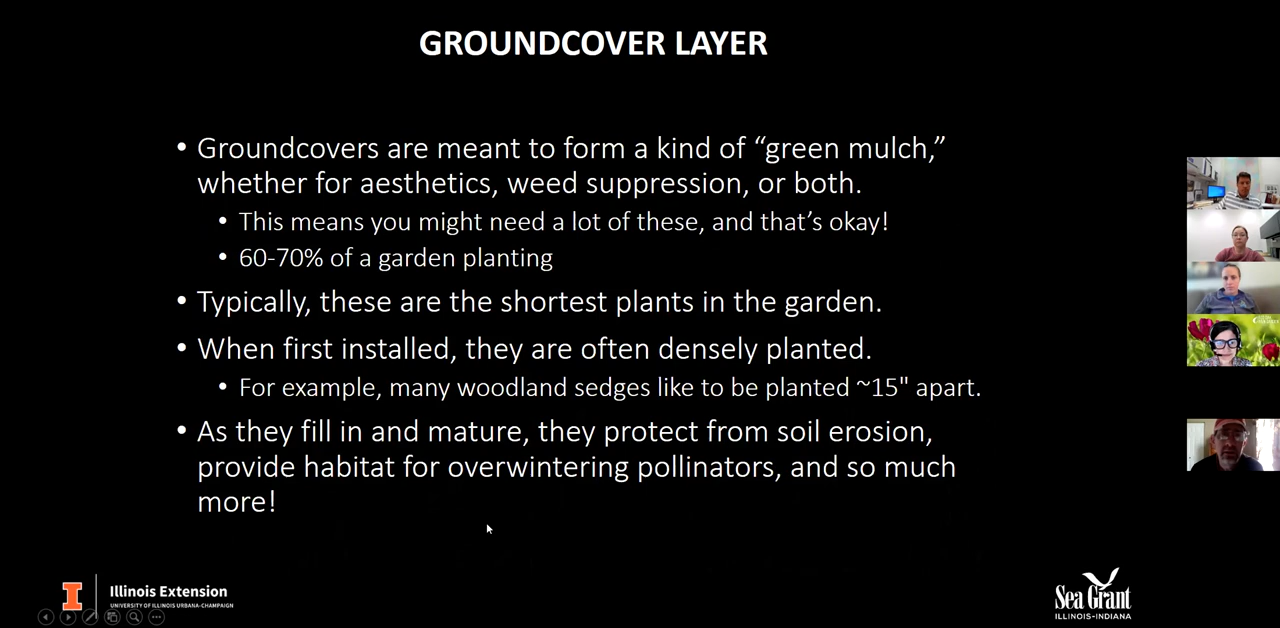 GROUNDCOVER LAYER
• Groundcovers are meant to form a kind of “green mulch,”
whether for aesthetics, weed suppression, or both.
• This means you might need a lot of these, and that’s okay!
• 60-70% of a garden planting
• Typically, these are the shortest plants in the garden.
• When first installed, they are often densely planted.
• For example, many woodland sedges like to be planted ~15" apart.
• As they fill in and mature, they protect from soil erosion,
provide habitat for overwintering pollinators, and so much
more!
I
Illinois Extension
UNIVERSITY OF ILLINOIS URBANA-CHAMPAIGN
Sea Grant
ILLINOIS-INDIANA